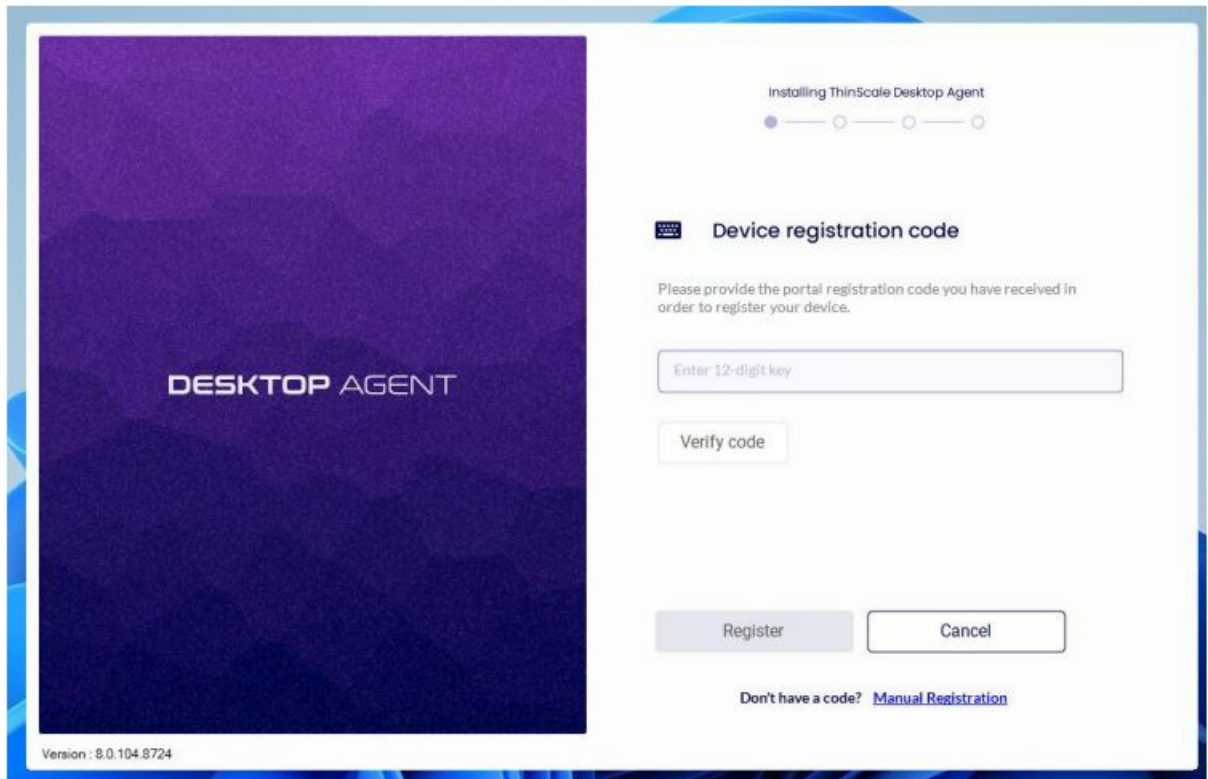 Installing ThinScale Desktop Agent
Device registration code
Please provide the portal registration code you have received in
order to register your device.
DESKTOP AGENT
Enter 12-digit key
Verify code
Register
Cancel
Don't have a code? Manual Registration
Version : 8.0.104.8724